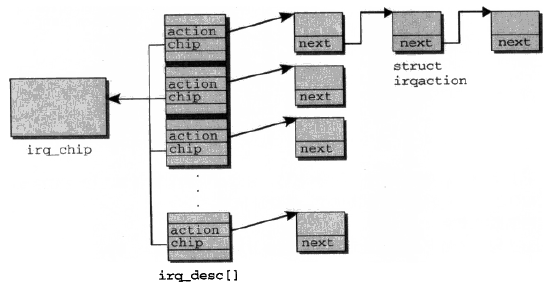 action
chip
next
next
next
struct
irqaction
action
chip
next
irq_chip
action
chip
next
action
chip
next
irq_desc[]